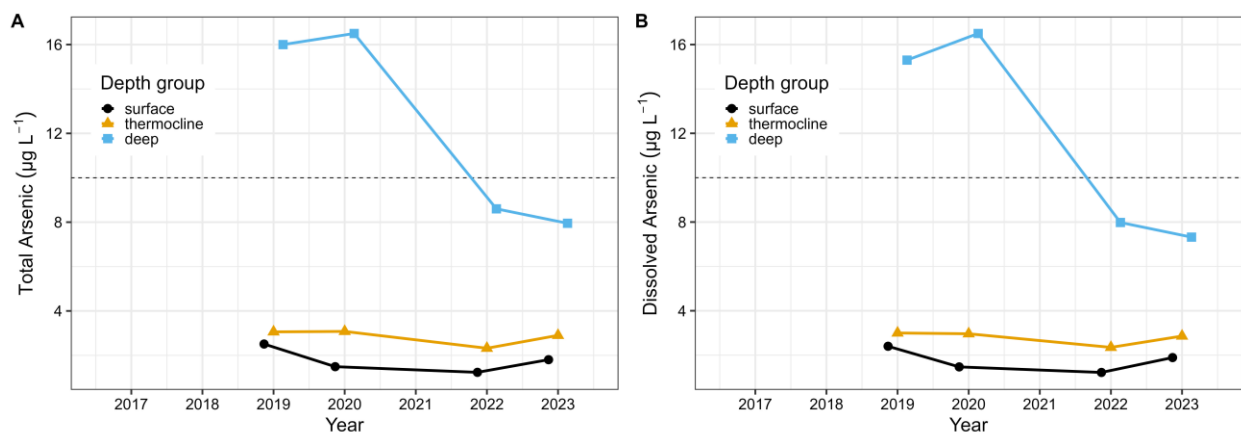 A
Total Arsenic (µg L⁻¹)
16
12
8
4
Depth group
surface
thermocline
deep
2017 2018 2019 2020 2021 2022 2023
Year
B
Dissolved Arsenic (µg L⁻¹)
16
12
8
4
Depth group
surface
thermocline
deep
2017 2018 2019 2020 2021 2022 2023
Year